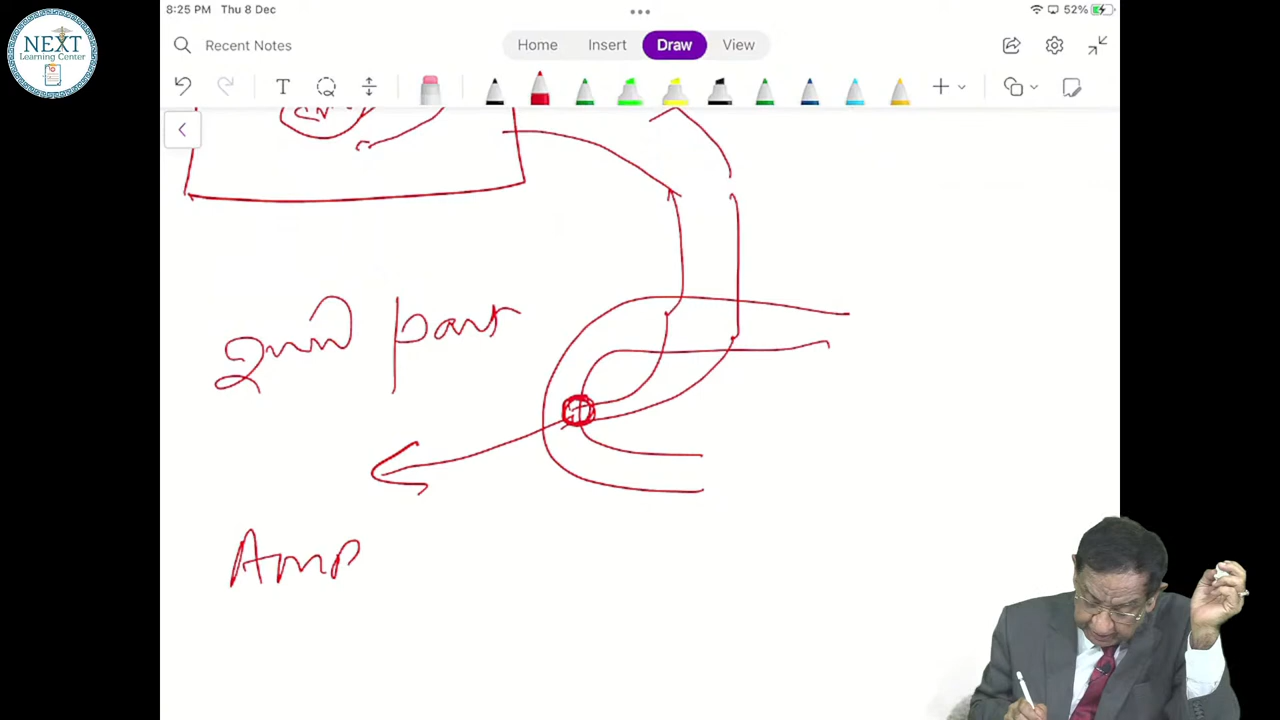 8:25 PM Thu 8 Dec
52%
NEXT
Learning Center
Recent Notes
Home Insert Draw View
T
2nd part
Amp